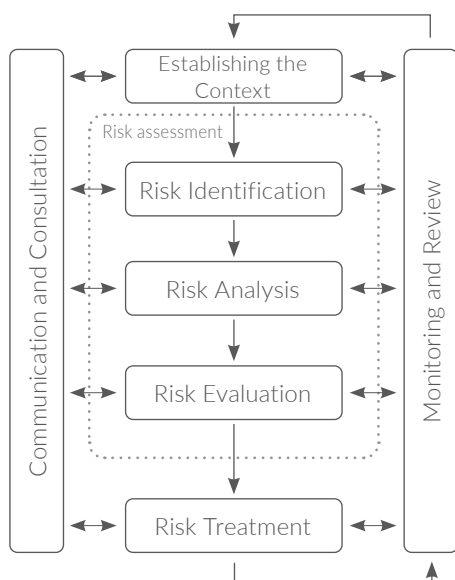 Establishing the
Context
Risk assessment
Risk Identification
Risk Analysis
Risk Evaluation
Risk Treatment
Communication and Consultation
Monitoring and Review